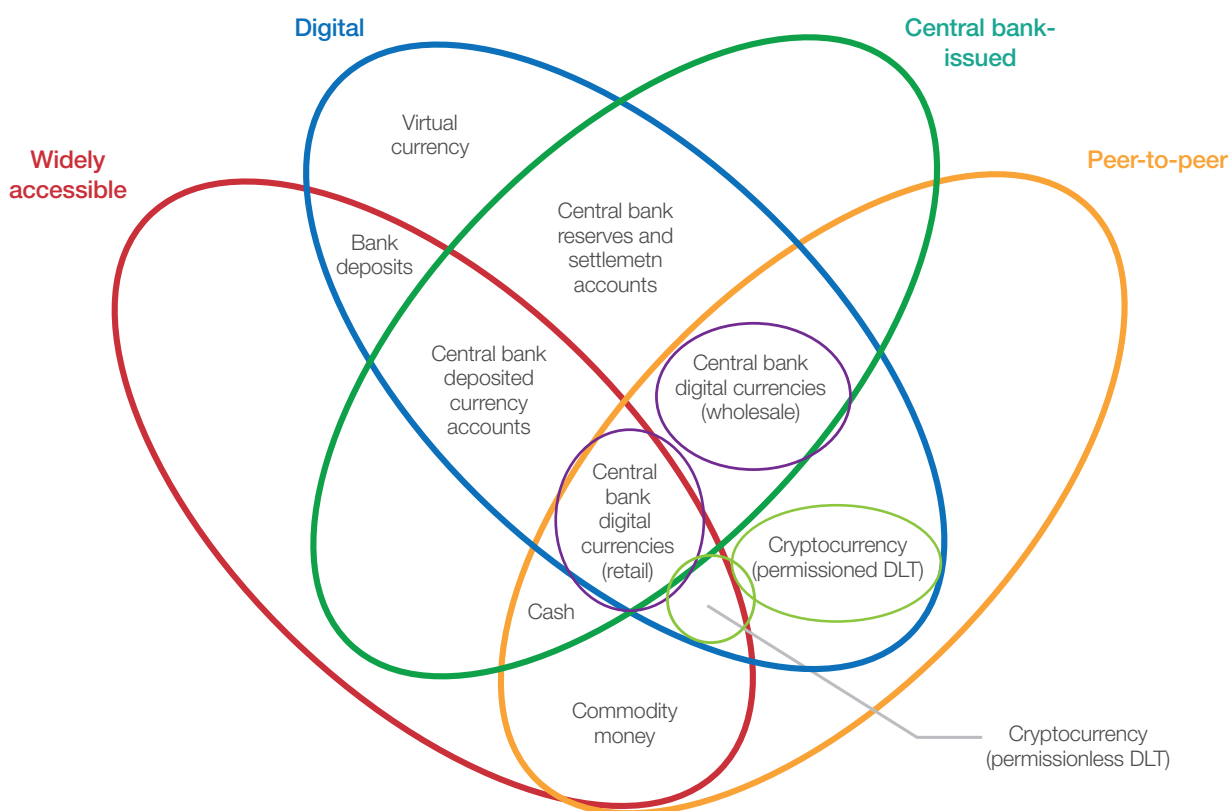 Digital
Central bank-
issued
Widely
accessible
Peer-to-peer
Virtual
currency
Bank
deposits
Central bank
reserves and
settlemetn
accounts
Central bank
deposited
currency
accounts
Central bank
digital currencies
(wholesale)
Central
bank
digital
currencies
(retail)
Cryptocurrency
(permissioned DLT)
Cash
Commodity
money
Cryptocurrency
(permissionless DLT)